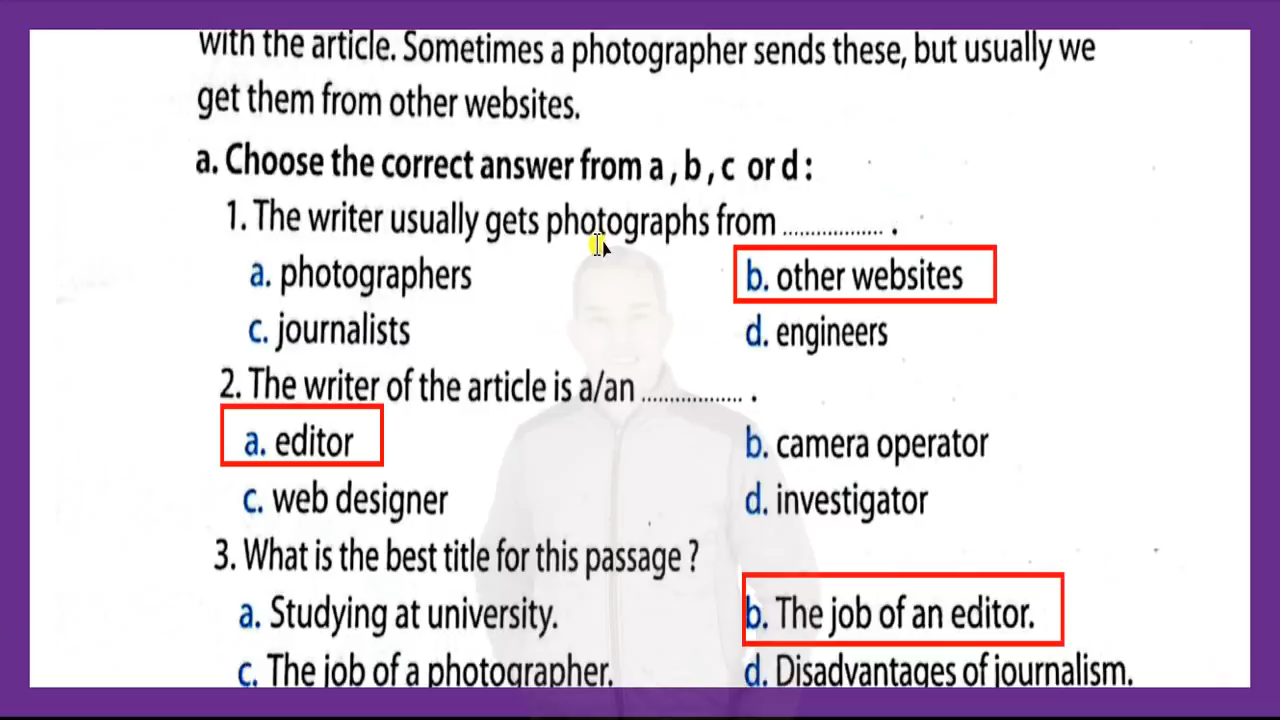 with the article. Sometimes a photographer sends these, but usually we
get them from other websites.
a. Choose the correct answer from a , b , c or d :
1. The writer usually gets photographs from .................. .
a. photographers
b. other websites
c. journalists
d. engineers
2. The writer of the article is a/an .................. .
a. editor
b. camera operator
c. web designer
d. investigator
3. What is the best title for this passage ?
a. Studying at university.
b. The job of an editor.
c. The job of a photographer.
d. Disadvantages of journalism.